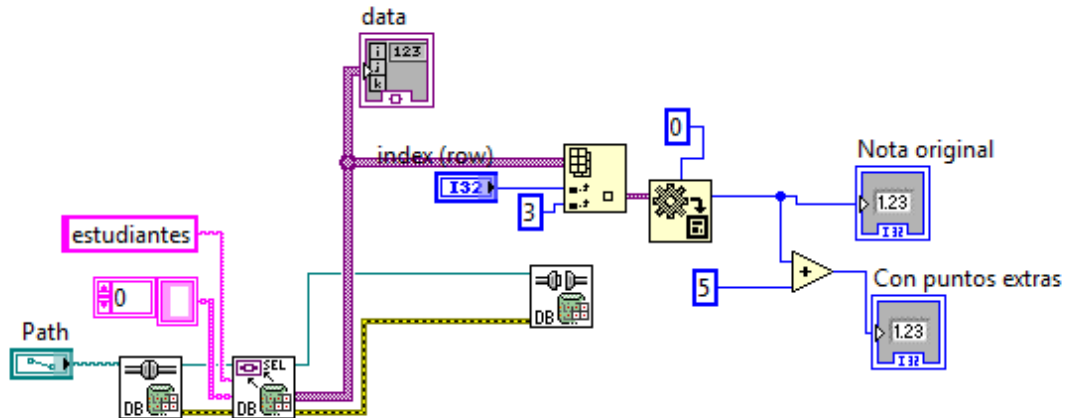 data
i 123
j
k
index (row)
I32
3
0
Nota original
1.23
I32
estudiantes
0
5
+
Con puntos extras
1.23
I32
DB
Path
DB
SEL
DB